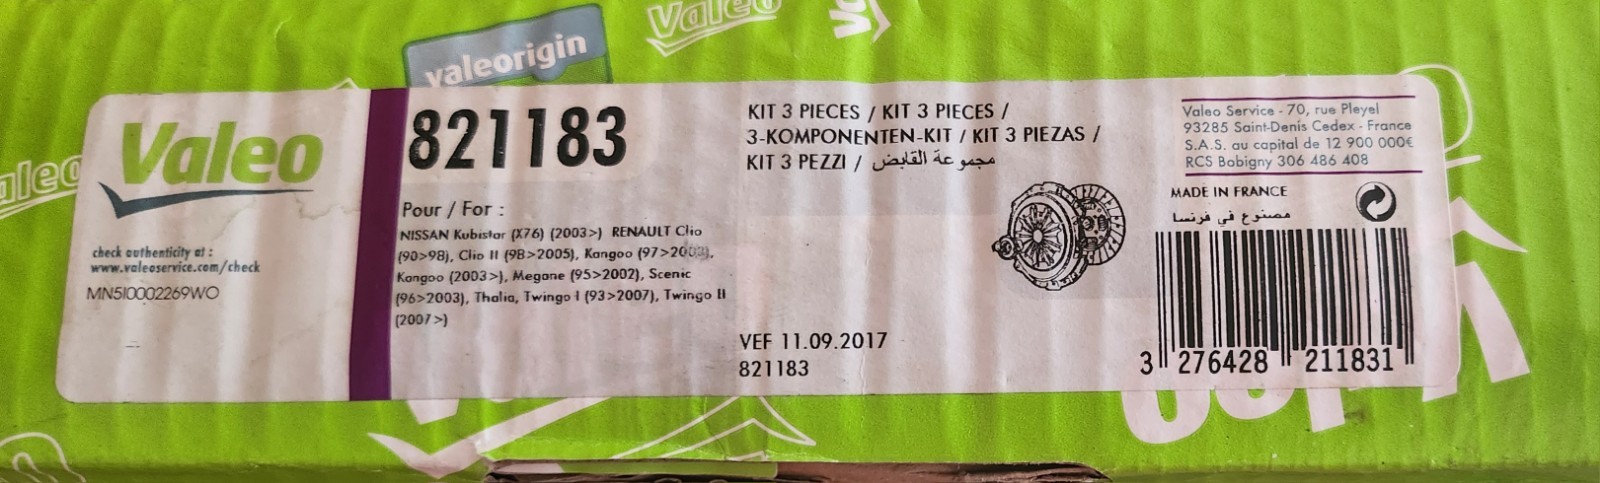 valeorigin
Valeo
Valeo
check authenticity at :
www.valeoservice.com/check
MN5I0002269WO
821183
Pour / For :
NISSAN Kubistar (X76) (2003>) RENAULT Clio
(90>98), Clio II (98>2005), Kangoo (97>2003),
Kangoo (2003>), Megane (95>2002), Scenic
(96>2003), Thalia, Twingo I (93>2007), Twingo II
(2007>)
KIT 3 PIECES / KIT 3 PIECES /
3-KOMPONENTEN-KIT / KIT 3 PIEZAS /
KIT 3 PEZZI / مجموعة القابض
VEF 11.09.2017
821183
Valeo Service - 70, rue Pleyel
93285 Saint-Denis Cedex - France
S.A.S. au capital de 12 900 000€
RCS Bobigny 306 486 408
MADE IN FRANCE
مصنوع في فرنسا
3 276428 211831